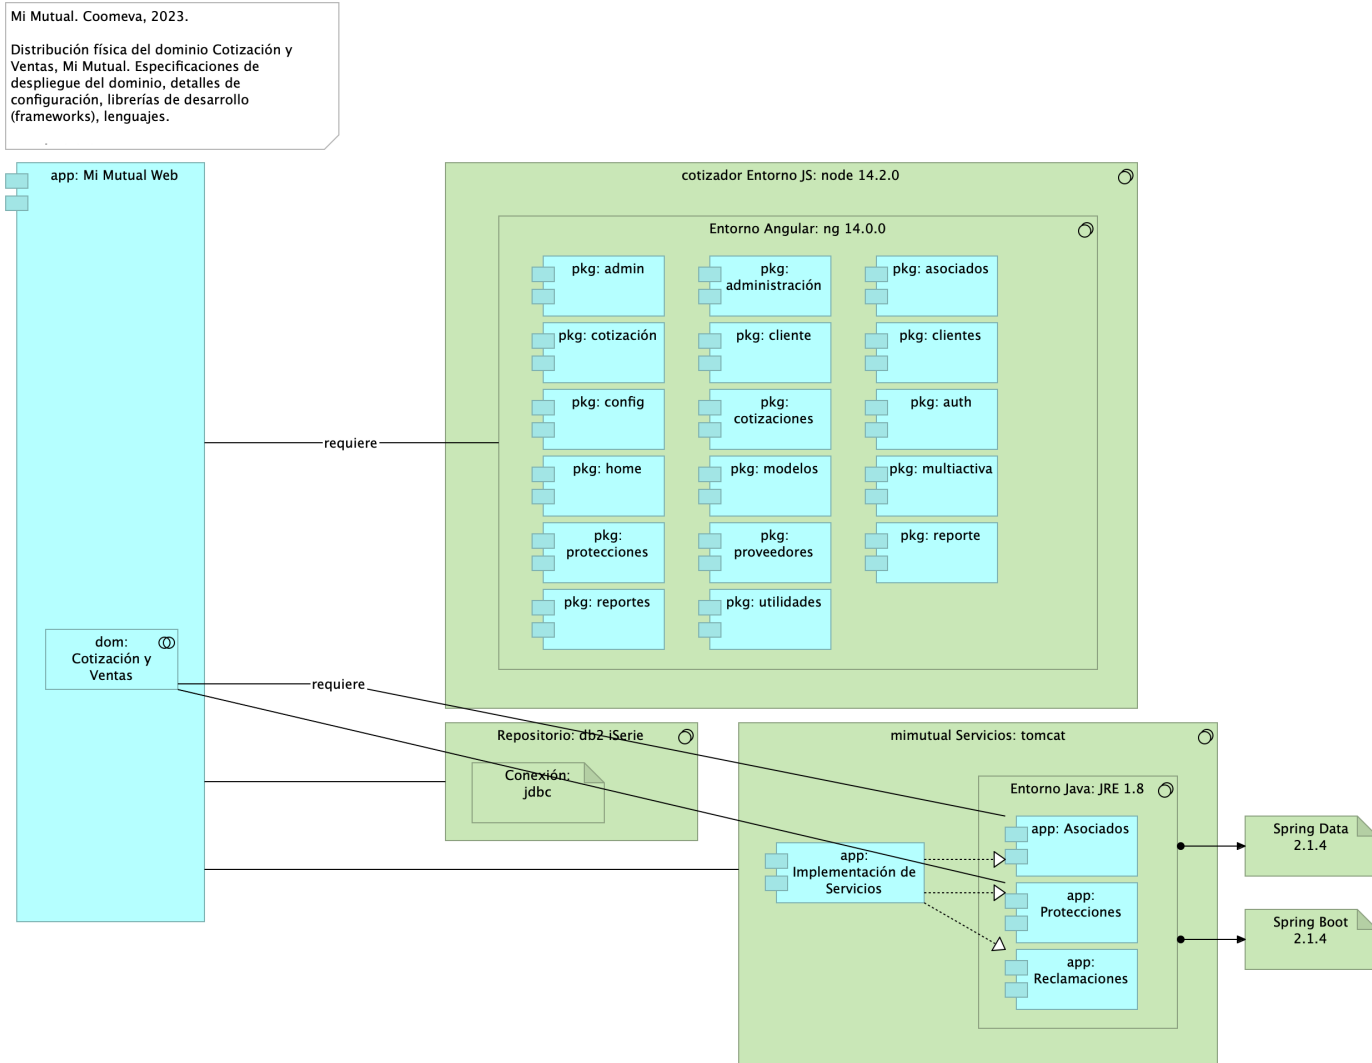 Mi Mutual. Coomeva, 2023.
Distribución física del dominio Cotización y
Ventas, Mi Mutual. Especificaciones de
despliegue del dominio, detalles de
configuración, librerías de desarrollo
(frameworks), lenguajes.
.
app: Mi Mutual Web
dom:
Cotización y
Ventas
requiere
requiere
cotizador Entorno JS: node 14.2.0
Entorno Angular: ng 14.0.0
pkg: admin
pkg:
administración
pkg: asociados
pkg: cotización
pkg: cliente
pkg: clientes
pkg: config
pkg:
cotizaciones
pkg: auth
pkg: home
pkg: modelos
pkg: multiactiva
pkg:
protecciones
pkg:
proveedores
pkg: reporte
pkg: reportes
pkg: utilidades
Repositorio: db2 iSerie
Conexión:
jdbc
mimutual Servicios: tomcat
Entorno Java: JRE 1.8
app:
Implementación de
Servicios
app: Asociados
app:
Protecciones
app:
Reclamaciones
Spring Data
2.1.4
Spring Boot
2.1.4